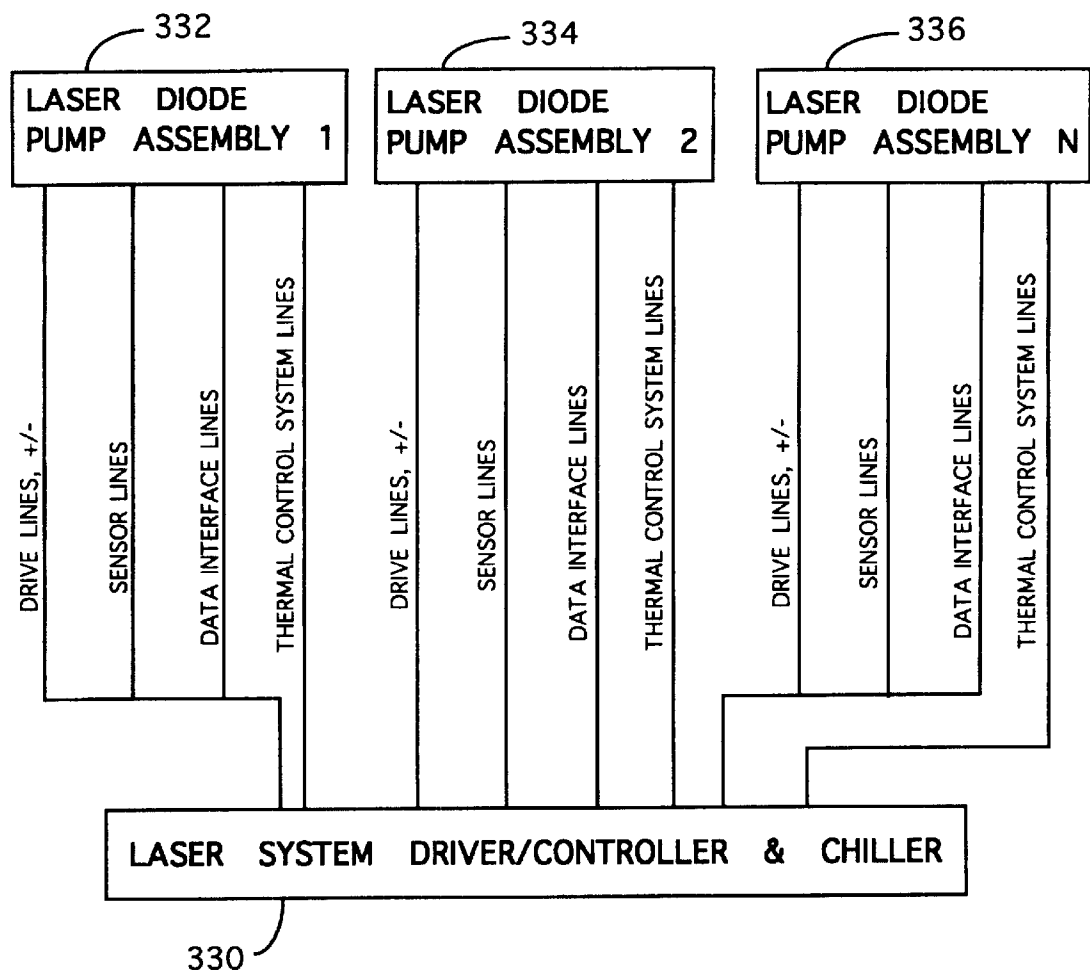 332
334
336
LASER DIODE
PUMP ASSEMBLY 1
LASER DIODE
PUMP ASSEMBLY 2
LASER DIODE
PUMP ASSEMBLY N
DRIVE LINES, +/-
SENSOR LINES
DATA INTERFACE LINES
THERMAL CONTROL SYSTEM LINES
DRIVE LINES, +/-
SENSOR LINES
DATA INTERFACE LINES
THERMAL CONTROL SYSTEM LINES
DRIVE LINES, +/-
SENSOR LINES
DATA INTERFACE LINES
THERMAL CONTROL SYSTEM LINES
LASER SYSTEM DRIVER/CONTROLLER & CHILLER
330